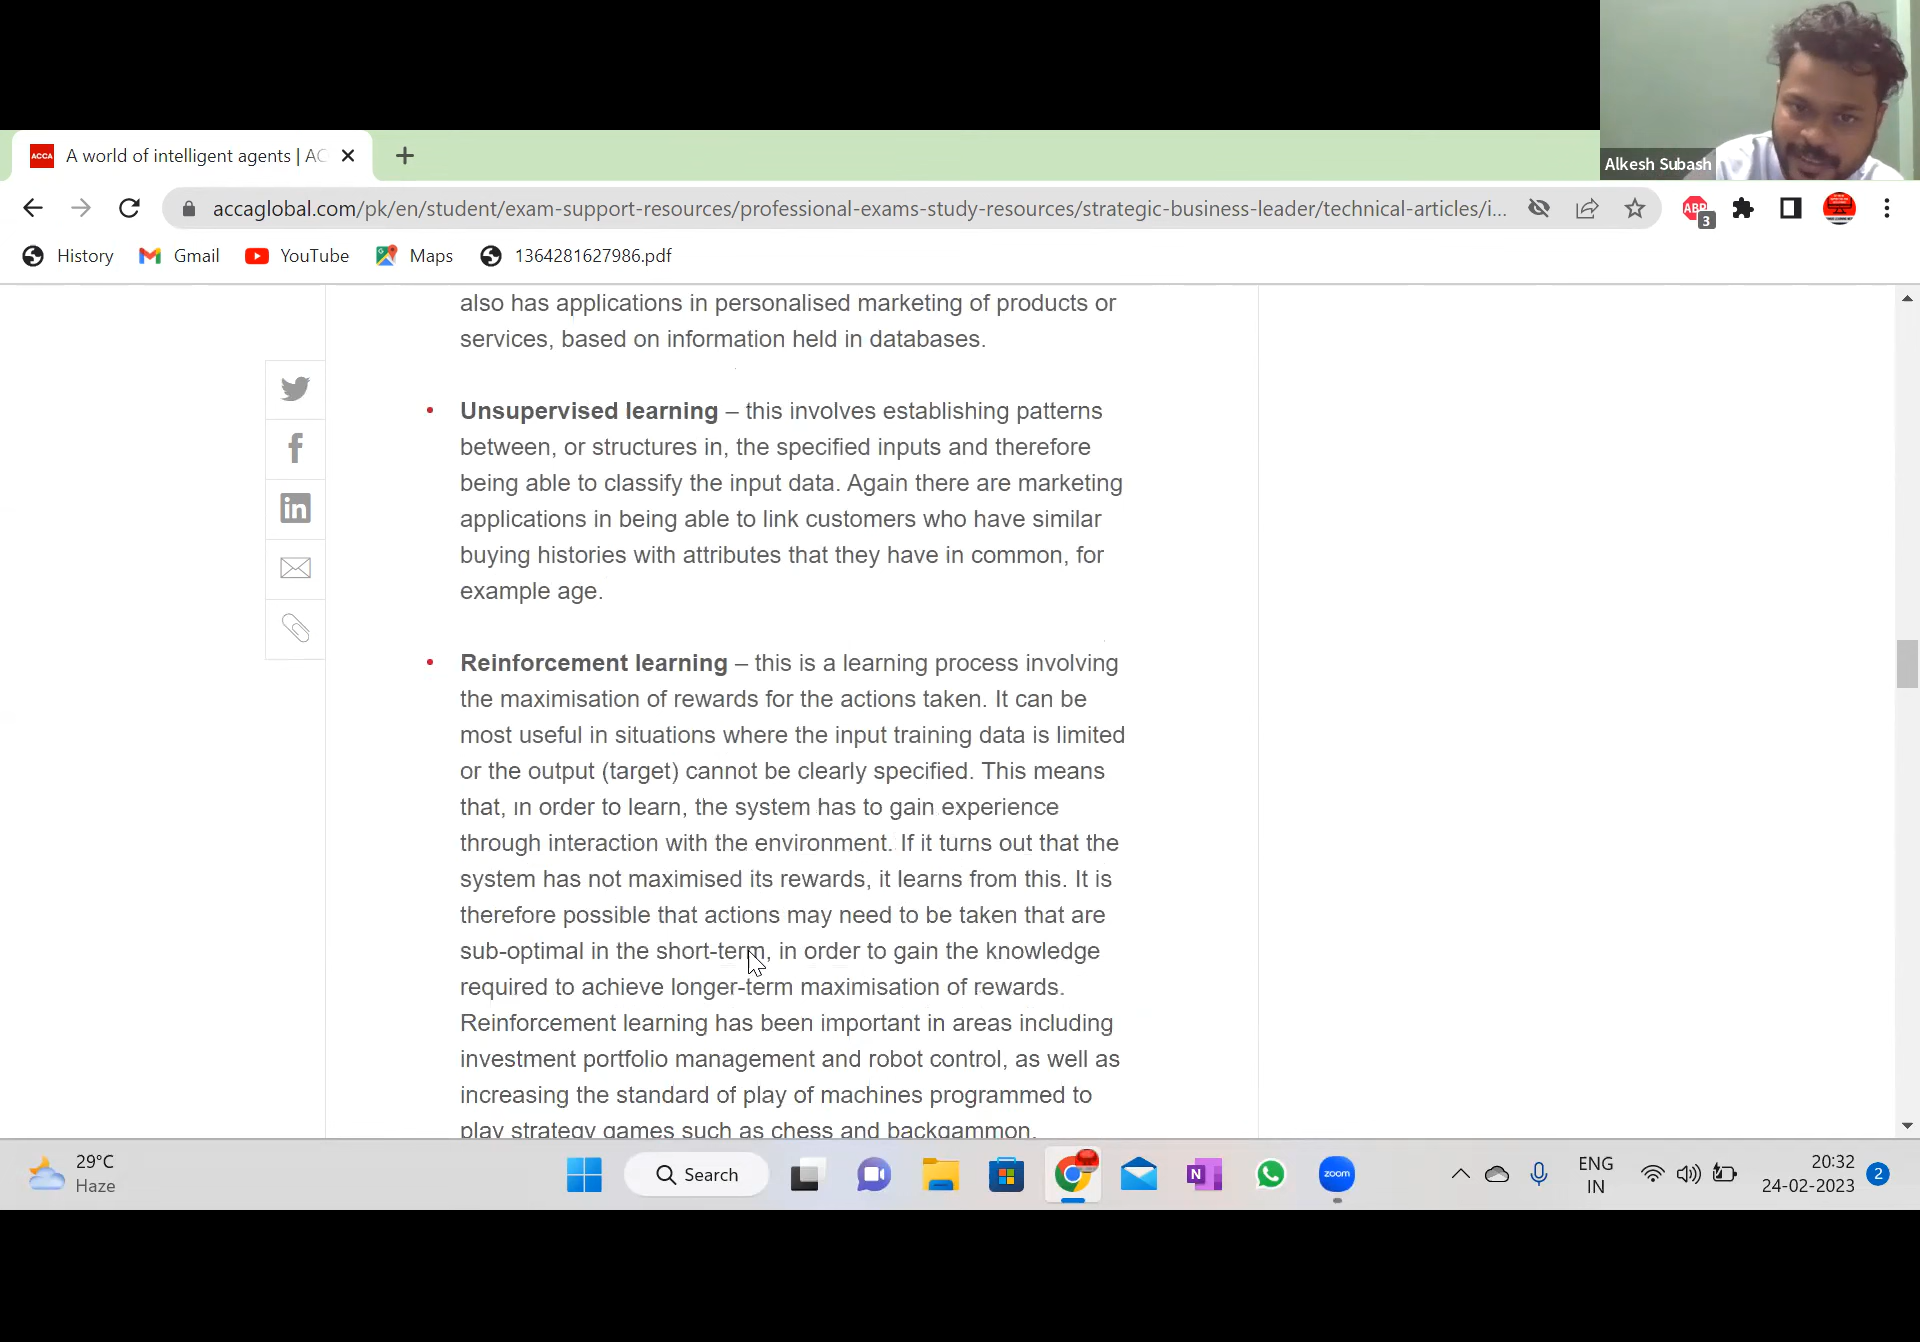 Alkesh Subash
ACCA A world of intelligent agents | AC
accaglobal.com/pk/en/student/exam-support-resources/professional-exams-study-resources/strategic-business-leader/technical-articles/i...
ABP
3
History Gmail YouTube Maps 1364281627986.pdf
also has applications in personalised marketing of products or
services, based on information held in databases.
• Unsupervised learning – this involves establishing patterns
between, or structures in, the specified inputs and therefore
being able to classify the input data. Again there are marketing
applications in being able to link customers who have similar
buying histories with attributes that they have in common, for
example age.
• Reinforcement learning – this is a learning process involving
the maximisation of rewards for the actions taken. It can be
most useful in situations where the input training data is limited
or the output (target) cannot be clearly specified. This means
that, in order to learn, the system has to gain experience
through interaction with the environment. If it turns out that the
system has not maximised its rewards, it learns from this. It is
therefore possible that actions may need to be taken that are
sub-optimal in the short-term, in order to gain the knowledge
required to achieve longer-term maximisation of rewards.
Reinforcement learning has been important in areas including
investment portfolio management and robot control, as well as
increasing the standard of play of machines programmed to
play strategy games such as chess and backgammon.
29°C
Haze
Search
N
zoom
ENG
IN
20:32
24-02-2023
2